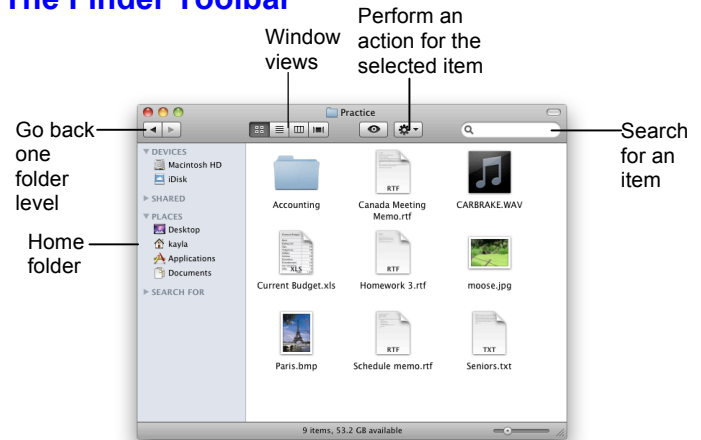 The Finder Toolbar
Perform an
action for the
selected item
Window
views
Go back
one
folder
level
Search
for an
item
Home
folder
Practice
DEVICES
Macintosh HD
iDisk
SHARED
PLACES
Desktop
kayla
Applications
Documents
SEARCH FOR
RTF
Accounting
Canada Meeting
Memo.rtf
CARBRAKE.WAV
XLS
RTF
Current Budget.xls
Homework 3.rtf
moose.jpg
RTF
TXT
Paris.bmp
Schedule memo.rtf
Seniors.txt
9 items, 53.2 GB available